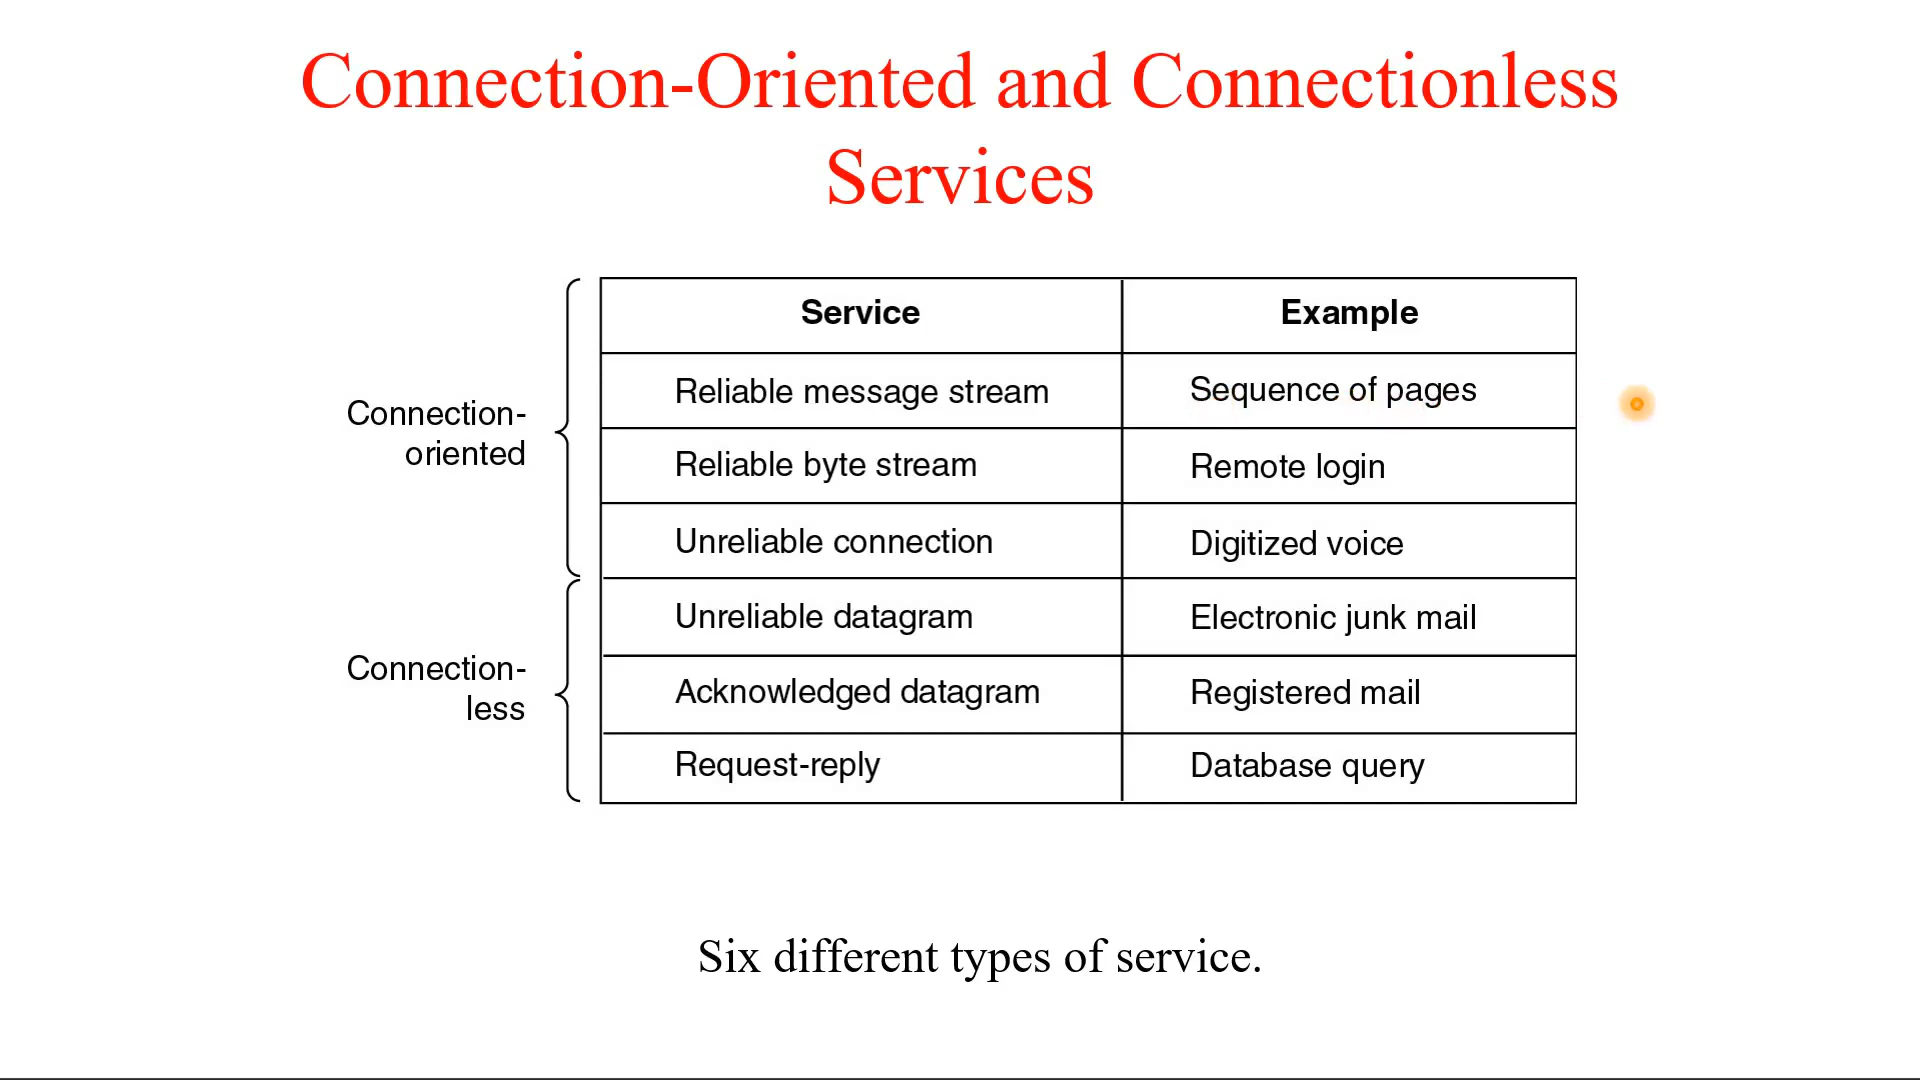 Connection-Oriented and Connectionless
Services
Service Example
Connection-
oriented
Reliable message stream Sequence of pages
Reliable byte stream Remote login
Unreliable connection Digitized voice
Connection-
less
Unreliable datagram Electronic junk mail
Acknowledged datagram Registered mail
Request-reply Database query
Six different types of service.